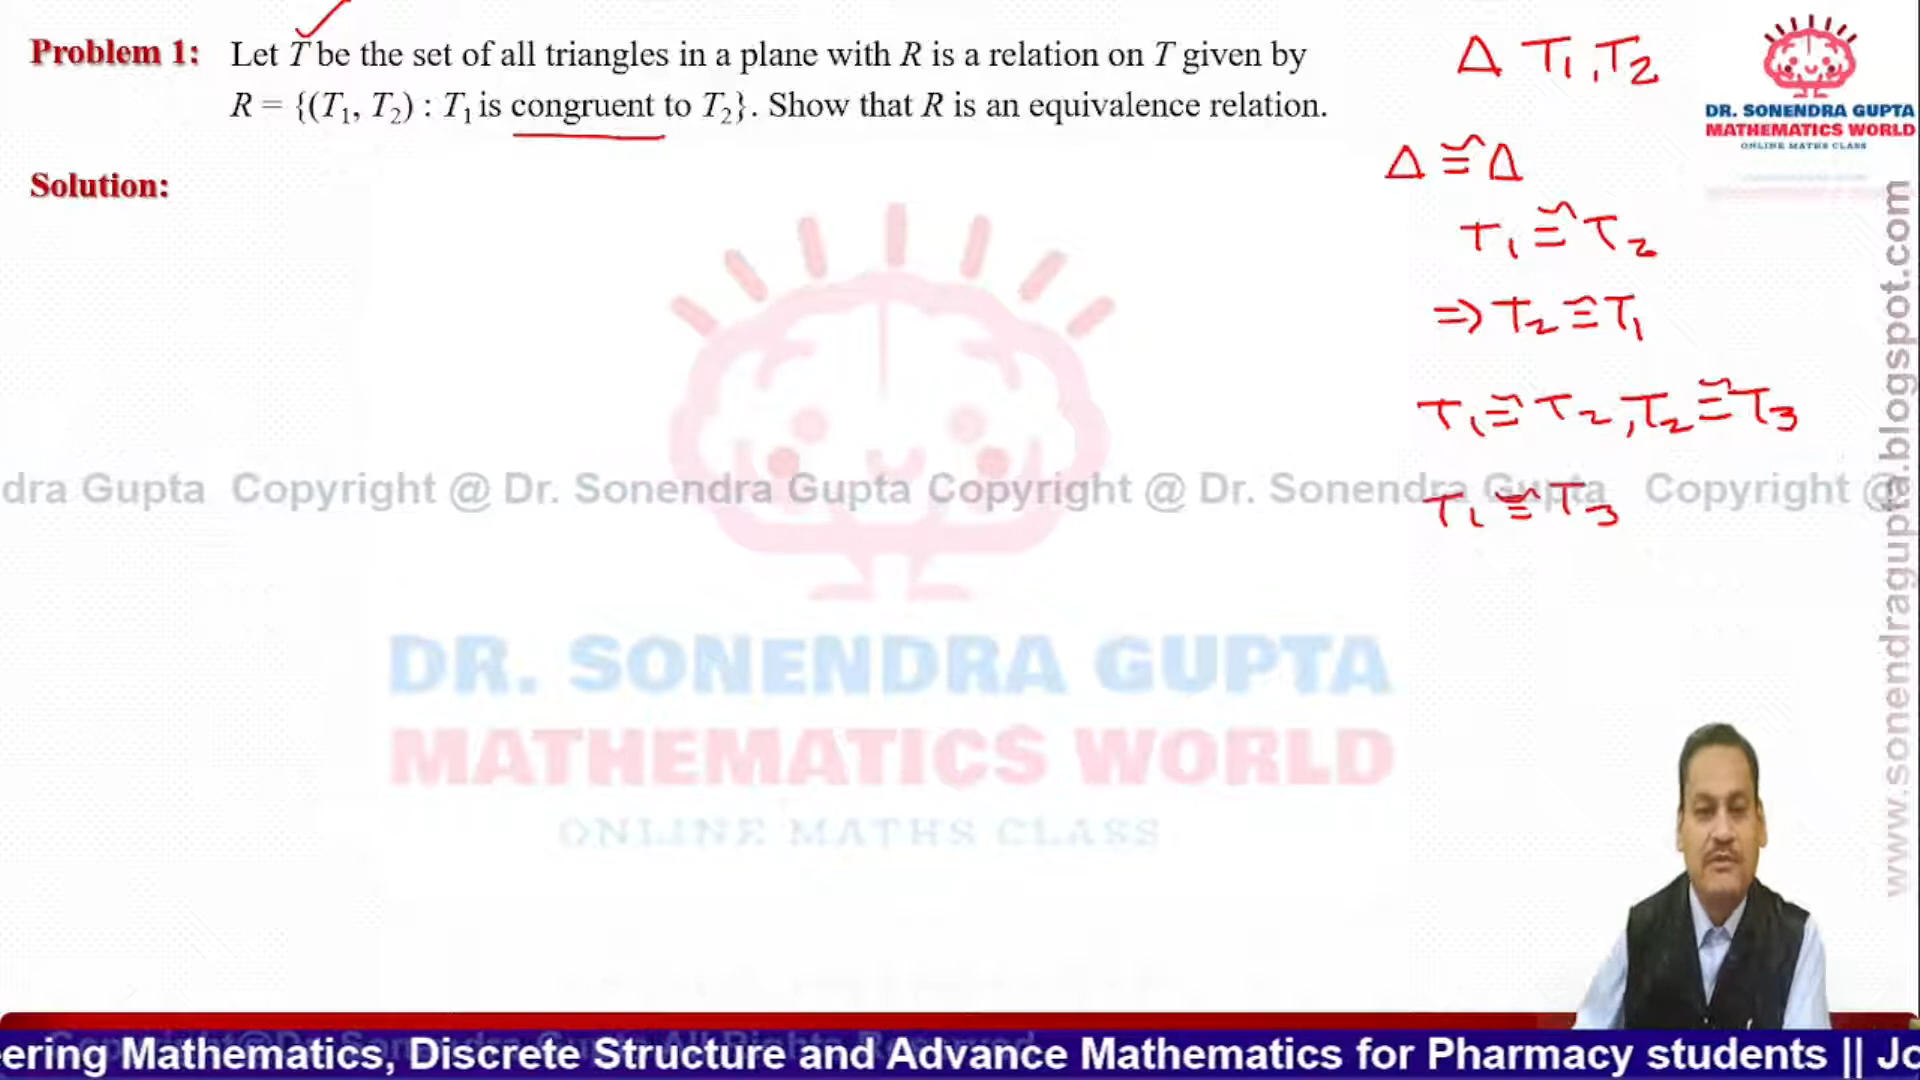 Problem 1: Let T be the set of all triangles in a plane with R is a relation on T given by
R = {(T₁, T₂) : T₁ is congruent to T₂}. Show that R is an equivalence relation.
Solution:
Δ T₁, T₂
Δ ≅ Δ
T₁ ≅ T₂
⇒ T₂ ≅ T₁
T₁ ≅ T₂, T₂ ≅ T₃
T₁ ≅ T₃
DR. SONENDRA GUPTA
MATHEMATICS WORLD
ONLINE MATHS CLASS
www.sonendragupta.blogspot.com
dra Gupta Copyright @ Dr. Sonendra Gupta Copyright @ Dr. Sonendra Gupta Copyright @
DR. SONENDRA GUPTA
MATHEMATICS WORLD
ONLINE MATHS CLASS
eering Mathematics, Discrete Structure and Advance Mathematics for Pharmacy students || Jo